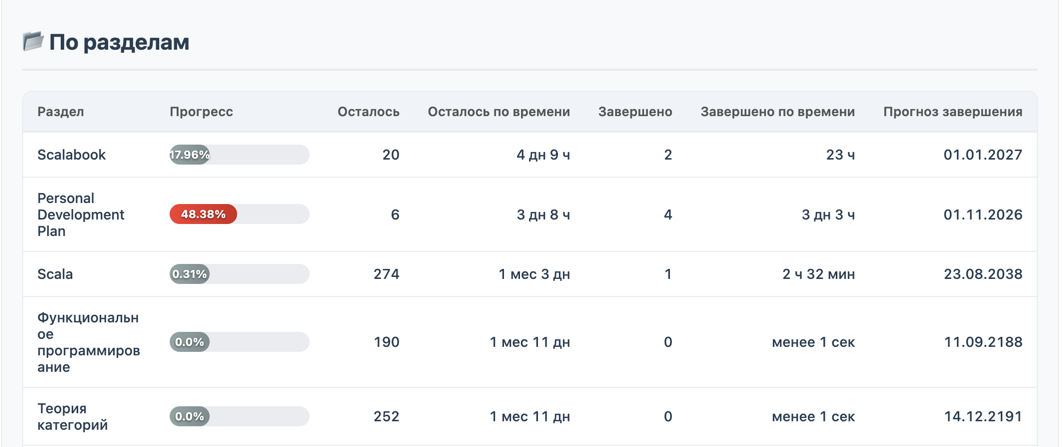 По разделам
Раздел Прогресс Осталось Осталось по времени Завершено Завершено по времени Прогноз завершения
Scalabook 17.96% 20 4 дн 9 ч 2 23 ч 01.01.2027
Personal
Development
Plan
48.38% 6 3 дн 8 ч 4 3 дн 3 ч 01.11.2026
Scala 0.31% 274 1 мес 3 дн 1 2 ч 32 мин 23.08.2038
Функциональн
ое
программиров
ание
0.0% 190 1 мес 11 дн 0 менее 1 сек 11.09.2188
Теория
категорий
0.0% 252 1 мес 11 дн 0 менее 1 сек 14.12.2191